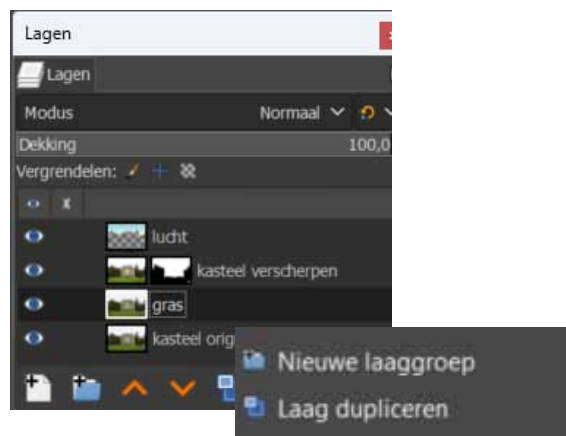 Lagen
Lagen
Modus Normaal
Dekking 100,0
Vergrendelen:
lucht
kasteel verscherpen
gras
kasteel orig
Nieuwe laaggroep
Laag dupliceren